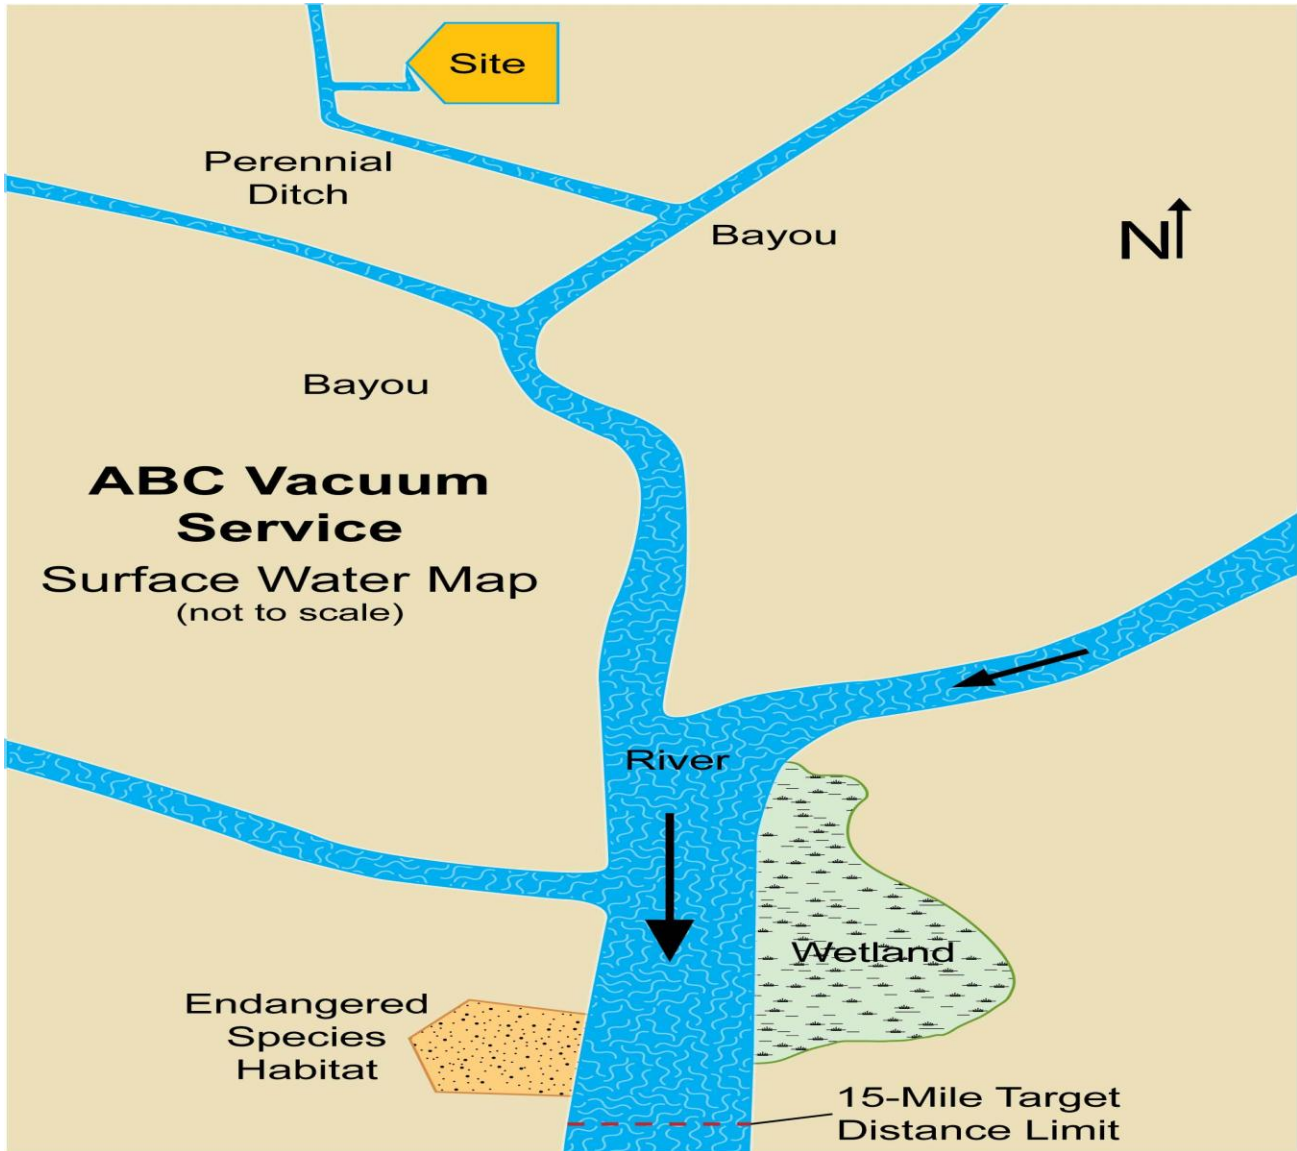 Site
Perennial
Ditch
Bayou
N
Bayou
ABC Vacuum
Service
Surface Water Map
(not to scale)
River
Wetland
Endangered
Species
Habitat
15-Mile Target
Distance Limit